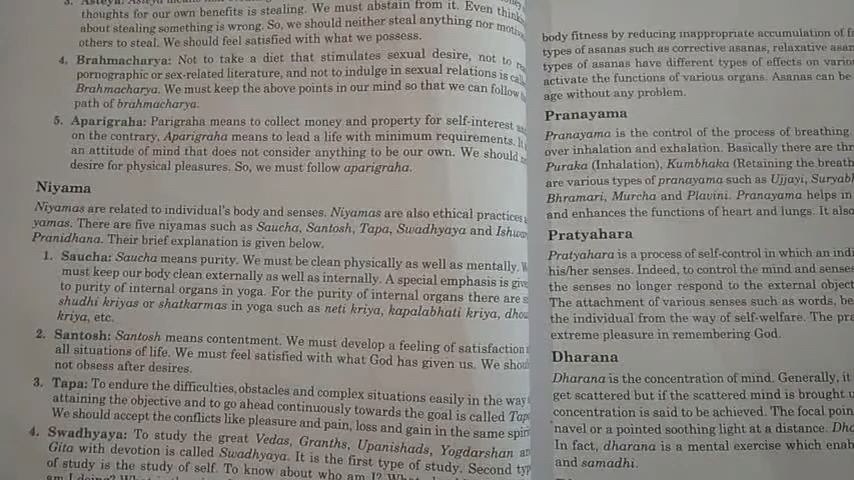 3. Asteya:
thoughts for our own benefits is stealing. We must abstain from it. Even
about stealing something is wrong. So, we should neither steal anything nor
others to steal. We should feel satisfied with what we possess.
4. Brahmacharya: Not to take a diet that stimulates sexual desire, not to
pornographic or sex-related literature, and not to indulge in sexual relations is
Brahmacharya. We must keep the above points in our mind so that we can follow
path of brahmacharya.
5. Aparigraha: Parigraha means to collect money and property for self-interest
on the contrary, Aparigraha means to lead a life with minimum requirements.
an attitude of mind that does not consider anything to be our own. We should
desire for physical pleasures. So, we must follow aparigraha.
Niyama
Niyamas are related to individual's body and senses. Niyamas are also ethical practices
yamas. There are five niyamas such as Saucha, Santosh, Tapa, Swadhyaya and
Pranidhana. Their brief explanation is given below.
1. Saucha: Saucha means purity. We must be clean physically as well as mentally.
must keep our body clean externally as well as internally. A special emphasis is
to purity of internal organs in yoga. For the purity of internal organs there are
shudhi kriyas or shatkarmas in yoga such as neti kriya, kapalabhati kriya,
kriya, etc.
2. Santosh: Santosh means contentment. We must develop a feeling of satisfaction
all situations of life. We must feel satisfied with what God has given us. We
not obsess after desires.
3. Tapa: To endure the difficulties, obstacles and complex situations easily in the way
attaining the objective and to go ahead continuously towards the goal is called
We should accept the conflicts like pleasure and pain, loss and gain in the same
4. Swadhyaya: To study the great Vedas, Granths, Upanishads, Yogdarshan
Gita with devotion is called Swadhyaya. It is the first type of study. Second
of study is the study of self. To know about who am I?
body fitness by reducing inappropriate accumulation of
types of asanas such as corrective asanas, relaxative
types of asanas have different types of effects on
activate the functions of various organs. Asanas can be
age without any problem.
Pranayama
Pranayama is the control of the process of breathing
over inhalation and exhalation. Basically there are
Puraka (Inhalation), Kumbhaka (Retaining the
are various types of pranayama such as Ujjayi,
Bhramari, Murcha and Plavini. Pranayama helps in
and enhances the functions of heart and lungs. It
Pratyahara
Pratyahara is a process of self-control in which an
his/her senses. Indeed, to control the mind and
the senses no longer respond to the external
The attachment of various senses such as words,
the individual from the way of self-welfare. The
extreme pleasure in remembering God.
Dharana
Dharana is the concentration of mind. Generally, it
get scattered but if the scattered mind is brought
concentration is said to be achieved. The focal
navel or a pointed soothing light at a distance.
In fact, dharana is a mental exercise which
and samadhi.